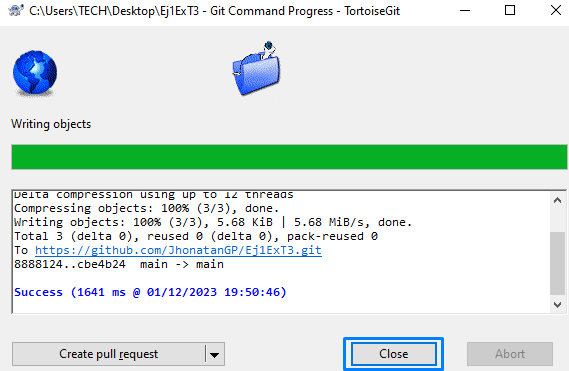 C:\Users\TECH\Desktop\Ej1ExT3 - Git Command Progress - TortoiseGit
Writing objects
Delta compression using up to 12 threads
Compressing objects: 100% (3/3), done.
Writing objects: 100% (3/3), 5.68 KiB | 5.68 MiB/s, done.
Total 3 (delta 0), reused 0 (delta 0), pack-reused 0
To https://github.com/JhonatanGP/Ej1ExT3.git
8888124..cbe4b24  main -> main
Success (1641 ms @ 01/12/2023 19:50:46)
Create pull request
Close
Abort